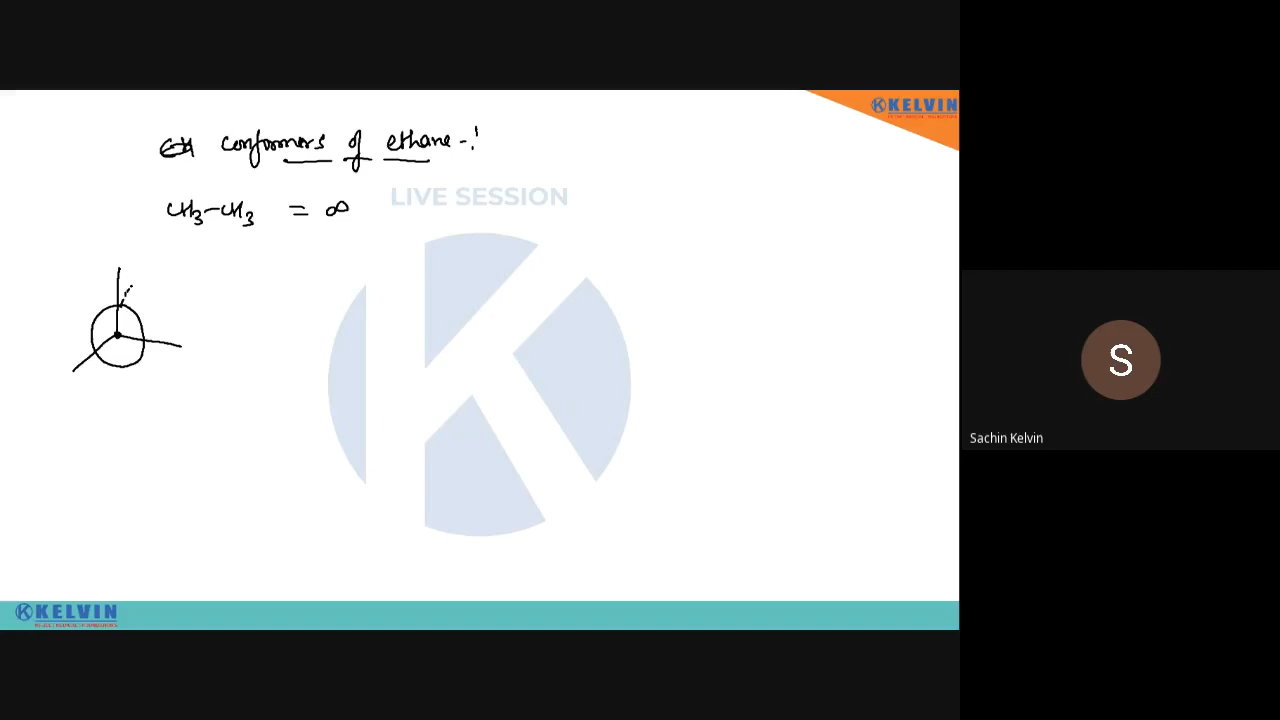 KELVIN
conformers of ethane -!
LIVE SESSION
CH3-CH3 = ∞
S
Sachin Kelvin
KELVIN